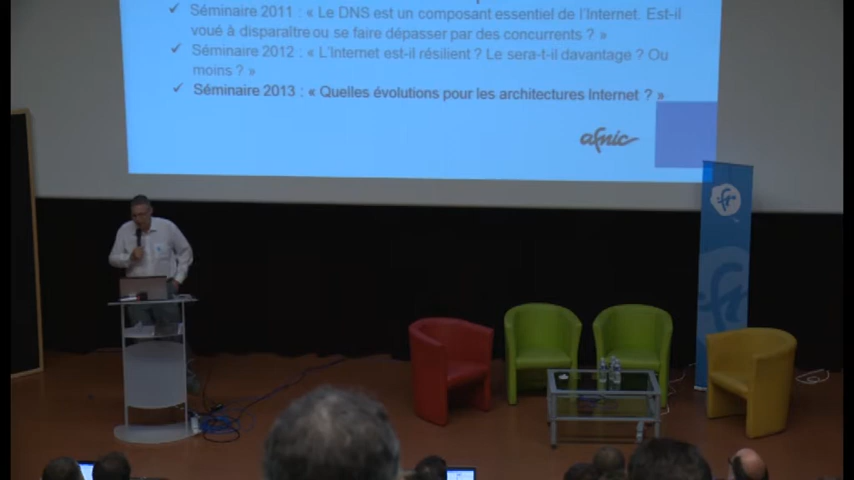 Séminaire 2011 : « Le DNS est un composant essentiel de l'Internet. Est-il
voué à disparaître ou se faire dépasser par des concurrents ? »
Séminaire 2012 : « L'Internet est-il résilient ? Le sera-t-il davantage ? Ou
moins ? »
Séminaire 2013 : « Quelles évolutions pour les architectures Internet ? »
afnic
.fr